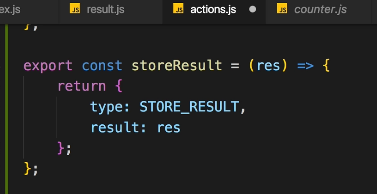 ex.js result.js actions.js counter.js
};
export const storeResult = (res) => {
    return {
        type: STORE_RESULT,
        result: res
    };
};